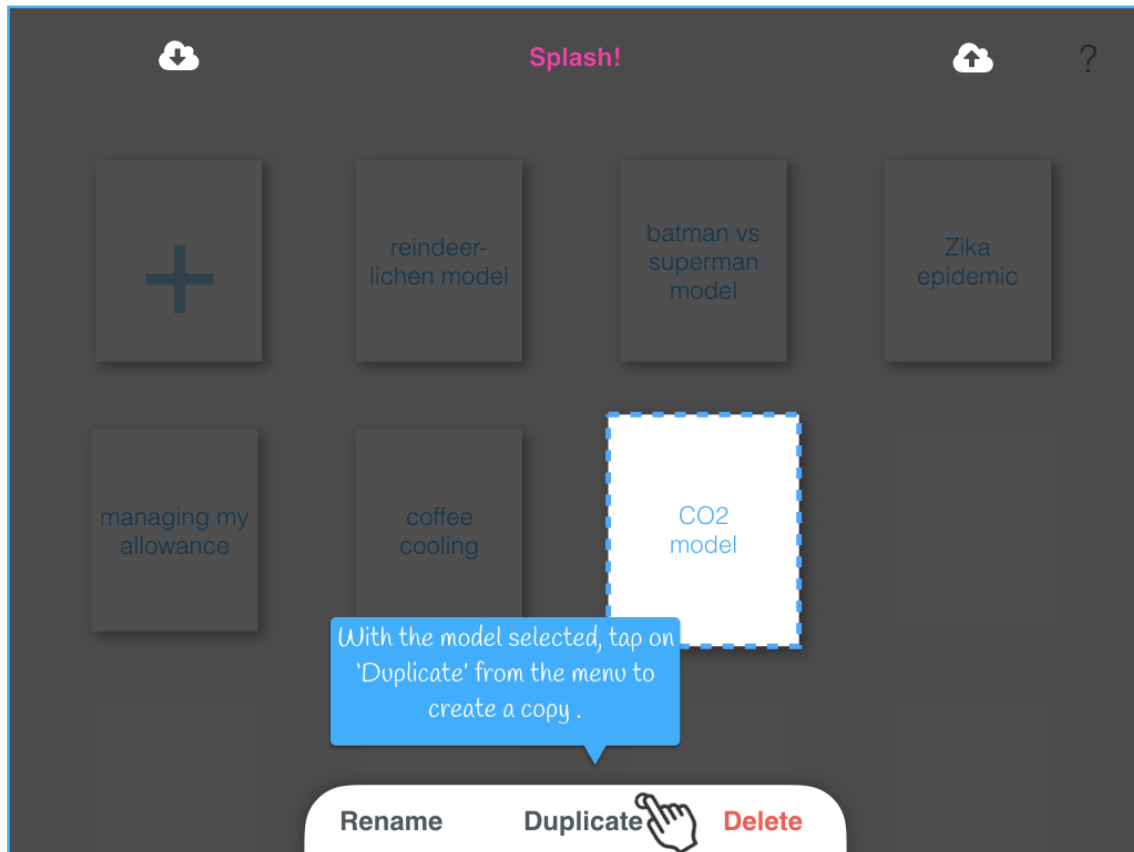 Splash!
?
+
reindeer-
lichen model
batman vs
superman
model
Zika
epidemic
managing my
allowance
coffee
cooling
CO2
model
With the model selected, tap on
‘Duplicate’ from the menu to
create a copy .
Rename
Duplicate
Delete